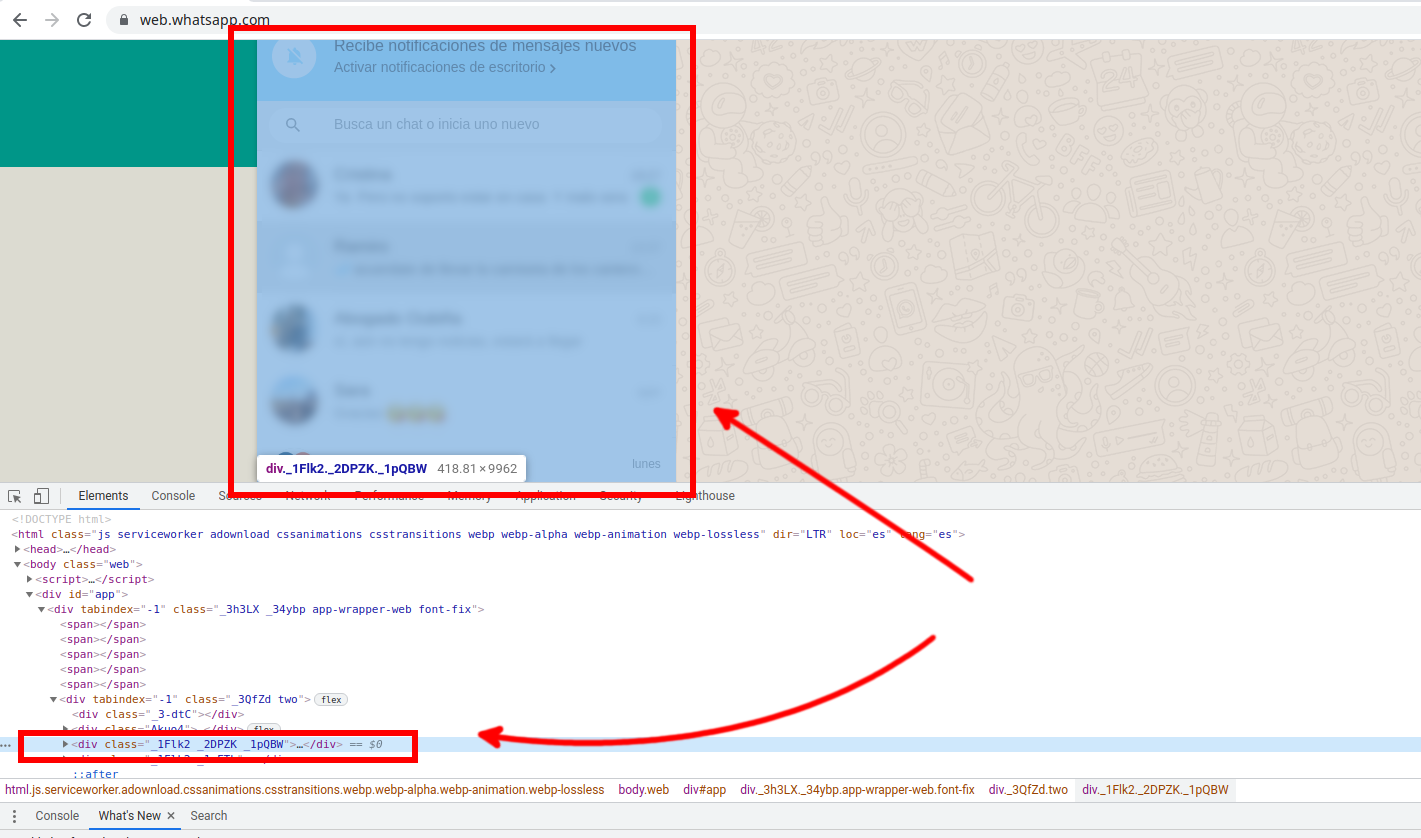 web.whatsapp.com
Recibe notificaciones de mensajes nuevos
Activar notificaciones de escritorio >
Busca un chat o inicia uno nuevo
lunes
div._1Flk2._2DPZK._1pQBW 418.81×9962
Elements Console Sources Network Performance Memory Application Security Lighthouse
<!DOCTYPE html>
<html class="js serviceworker adownload cssanimations csstransitions webp webp-alpha webp-animation webp-lossless" dir="LTR" loc="es" lang="es">
<head>…</head>
<body class="web">
<script>…</script>
<div id="app">
<div tabindex="-1" class="_3h3LX _34ybp app-wrapper-web font-fix">
<span></span>
<span></span>
<span></span>
<span></span>
<span></span>
<div tabindex="-1" class="_3QfZd two"> flex
<div class="_3-dtC"></div>
<div class="_1Flk2 _2DPZK _1pQBW">…</div> == $0
::after
html.js.serviceworker.adownload.cssanimations.csstransitions.webp.webp-alpha.webp-animation.webp-lossless body.web div#app div._3h3LX._34ybp.app-wrapper-web.font-fix div._3QfZd.two div._1Flk2._2DPZK._1pQBW
Console What's New × Search